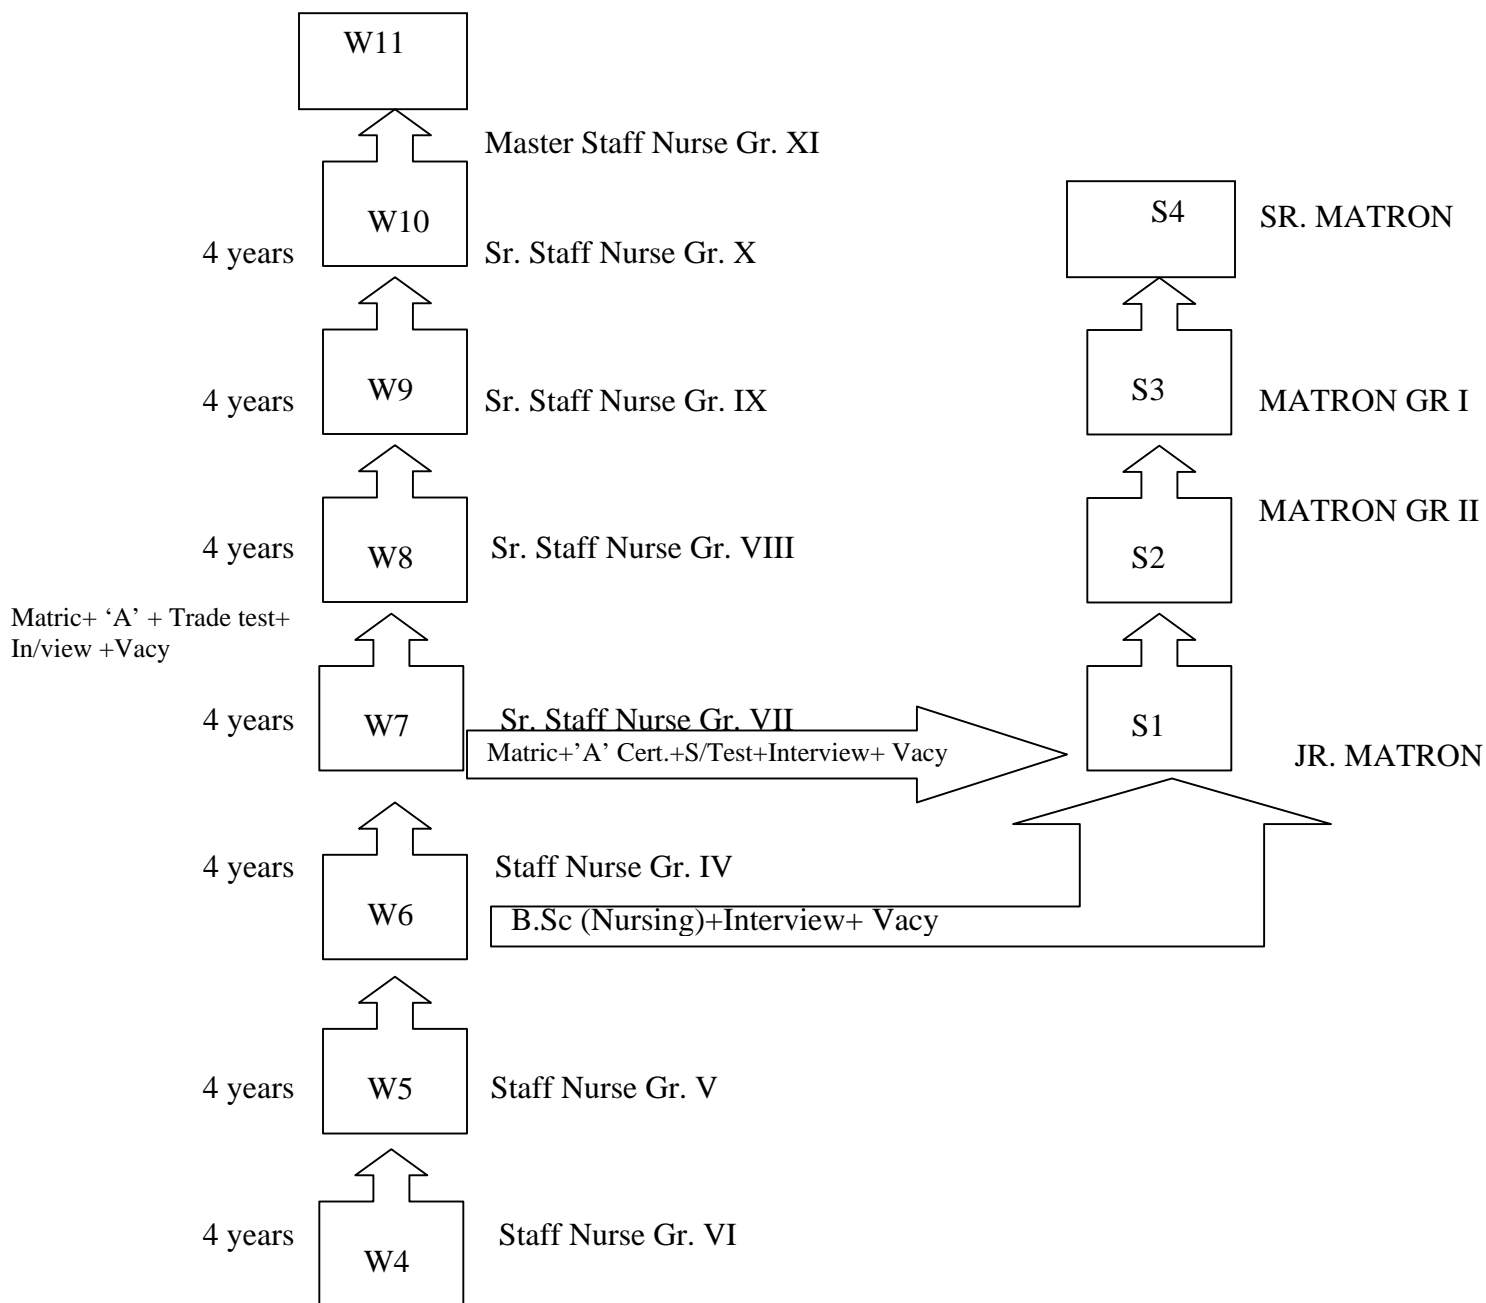 W11
Master Staff Nurse Gr. XI
W10
S4
SR. MATRON
4 years
Sr. Staff Nurse Gr. X
W9
S3
4 years
Sr. Staff Nurse Gr. IX
MATRON GR I
MATRON GR II
4 years
W8
Sr. Staff Nurse Gr. VIII
S2
Matric+ ‘A’ + Trade test+
In/view +Vacy
4 years
W7
Sr. Staff Nurse Gr. VII
S1
Matric+’A’ Cert.+S/Test+Interview+ Vacy
JR. MATRON
4 years
Staff Nurse Gr. IV
W6
B.Sc (Nursing)+Interview+ Vacy
4 years
W5
Staff Nurse Gr. V
4 years
Staff Nurse Gr. VI
W4